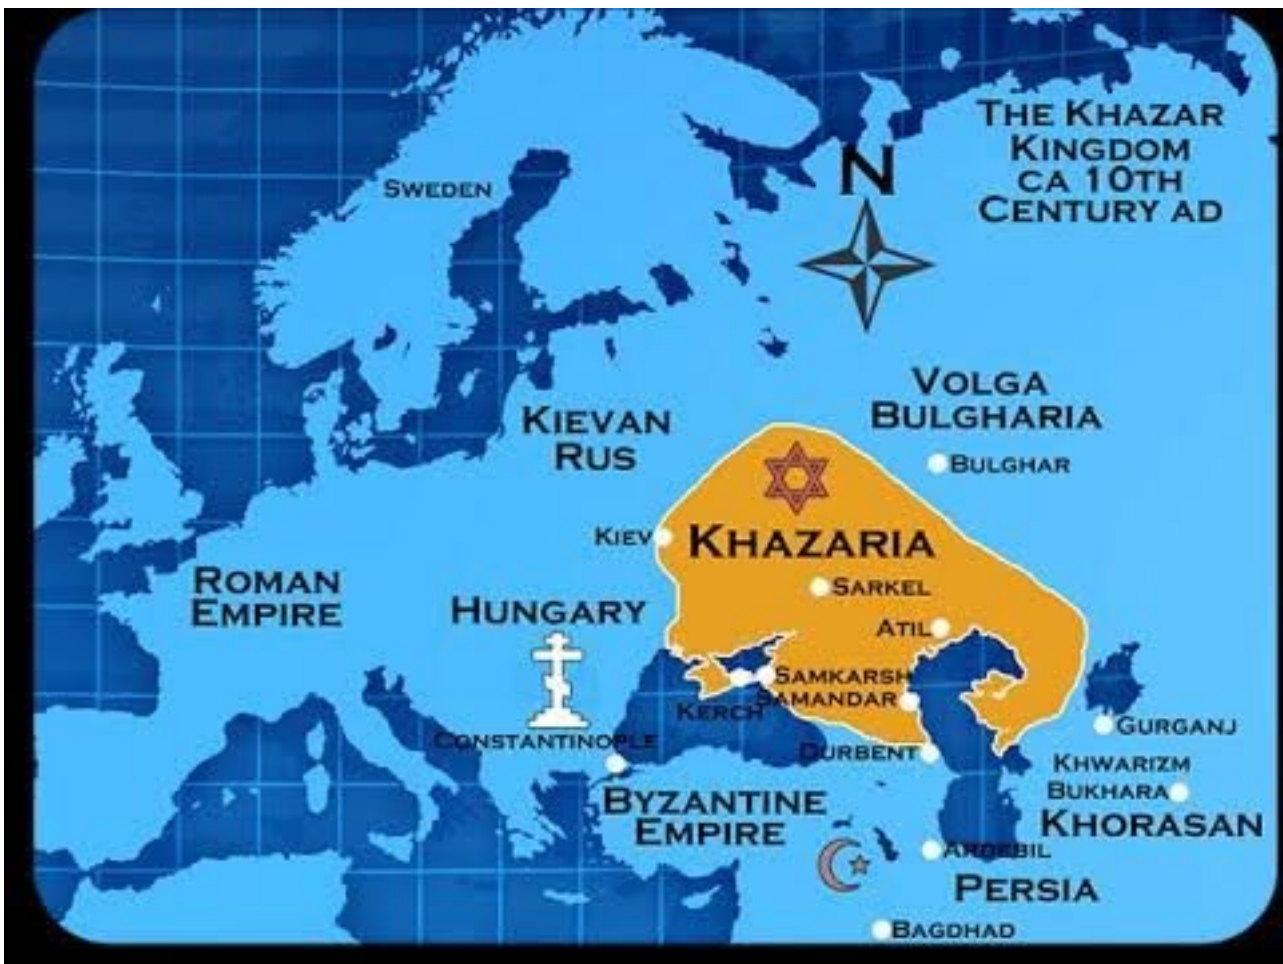 THE KHAZAR
KINGDOM
CA 10TH
CENTURY AD
N
SWEDEN
VOLGA
BULGHARIA
KIEVAN
RUS
BULGHAR
KIEV
KHAZARIA
ROMAN
EMPIRE
SARKEL
HUNGARY
ATIL
SAMKARSH
SAMANDAR
KERCH
GURGANJ
CONSTANTINOPLE
DURBENT
KHWARIZM
BUKHARA
BYZANTINE
EMPIRE
KHORASAN
ARDEBIL
PERSIA
BAGDHAD